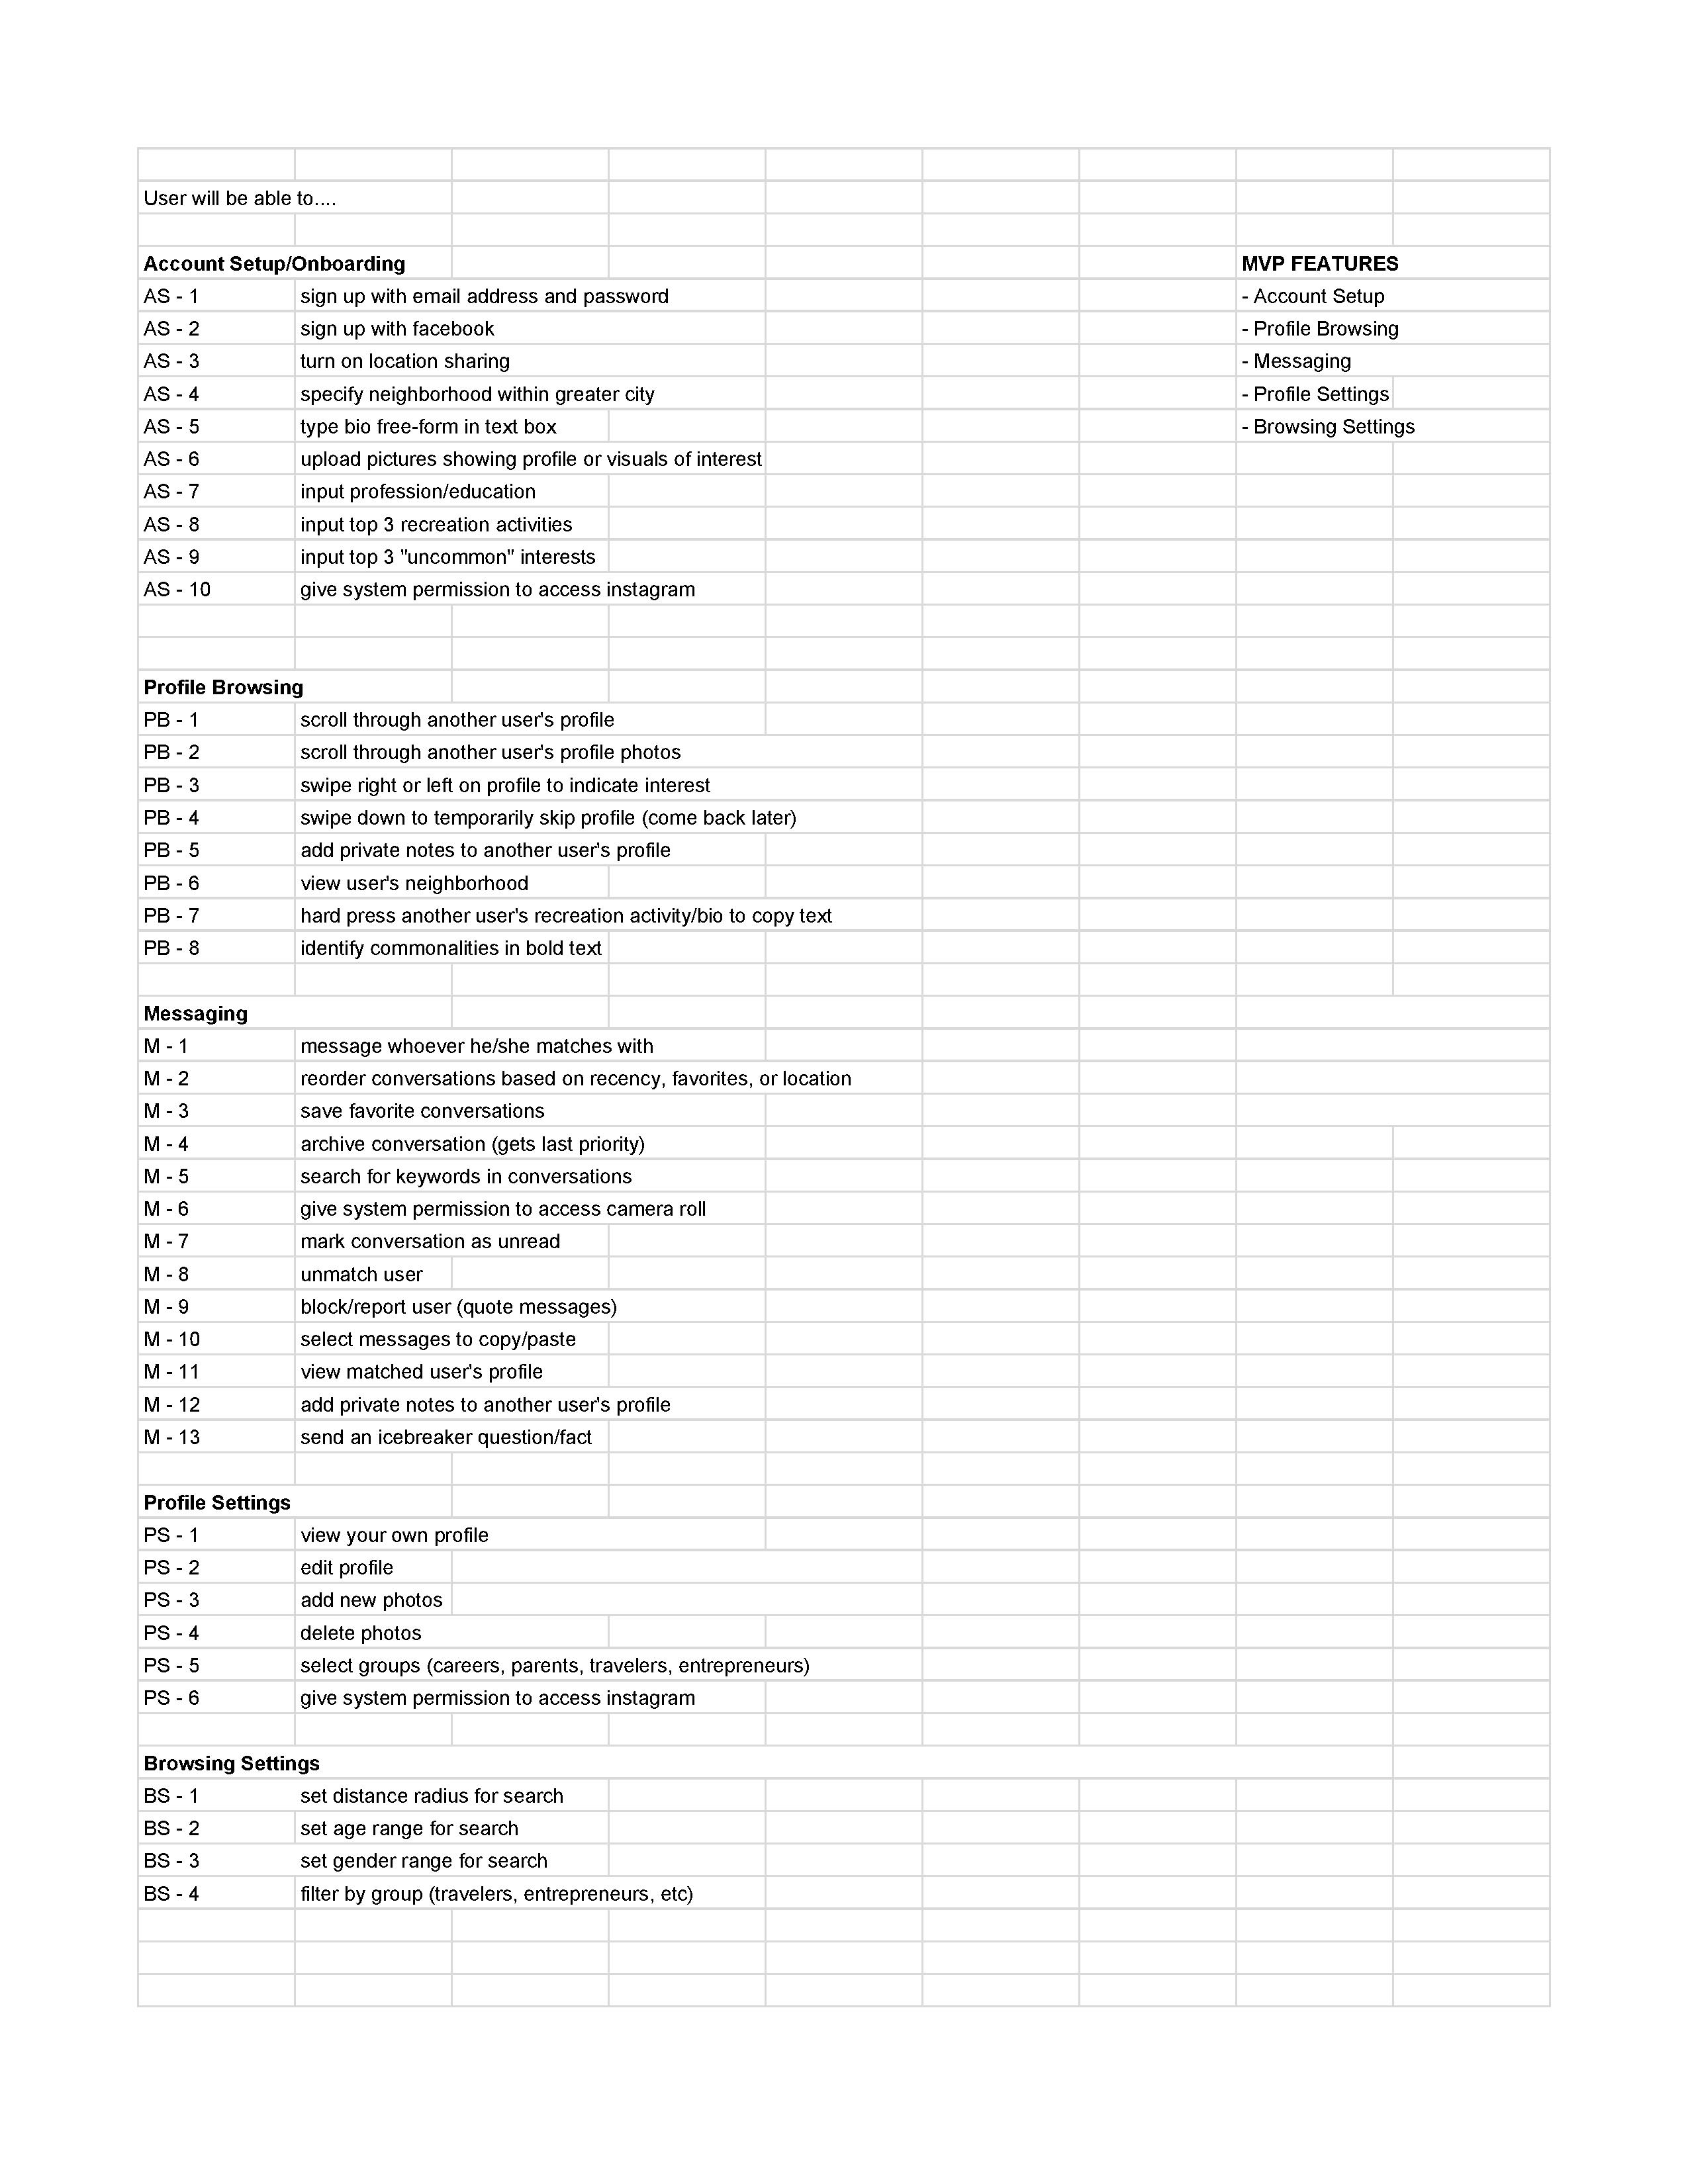 User will be able to....
Account Setup/Onboarding MVP FEATURES
AS - 1 sign up with email address and password - Account Setup
AS - 2 sign up with facebook - Profile Browsing
AS - 3 turn on location sharing - Messaging
AS - 4 specify neighborhood within greater city - Profile Settings
AS - 5 type bio free-form in text box - Browsing Settings
AS - 6 upload pictures showing profile or visuals of interest
AS - 7 input profession/education
AS - 8 input top 3 recreation activities
AS - 9 input top 3 "uncommon" interests
AS - 10 give system permission to access instagram
Profile Browsing
PB - 1 scroll through another user's profile
PB - 2 scroll through another user's profile photos
PB - 3 swipe right or left on profile to indicate interest
PB - 4 swipe down to temporarily skip profile (come back later)
PB - 5 add private notes to another user's profile
PB - 6 view user's neighborhood
PB - 7 hard press another user's recreation activity/bio to copy text
PB - 8 identify commonalities in bold text
Messaging
M - 1 message whoever he/she matches with
M - 2 reorder conversations based on recency, favorites, or location
M - 3 save favorite conversations
M - 4 archive conversation (gets last priority)
M - 5 search for keywords in conversations
M - 6 give system permission to access camera roll
M - 7 mark conversation as unread
M - 8 unmatch user
M - 9 block/report user (quote messages)
M - 10 select messages to copy/paste
M - 11 view matched user's profile
M - 12 add private notes to another user's profile
M - 13 send an icebreaker question/fact
Profile Settings
PS - 1 view your own profile
PS - 2 edit profile
PS - 3 add new photos
PS - 4 delete photos
PS - 5 select groups (careers, parents, travelers, entrepreneurs)
PS - 6 give system permission to access instagram
Browsing Settings
BS - 1 set distance radius for search
BS - 2 set age range for search
BS - 3 set gender range for search
BS - 4 filter by group (travelers, entrepreneurs, etc)